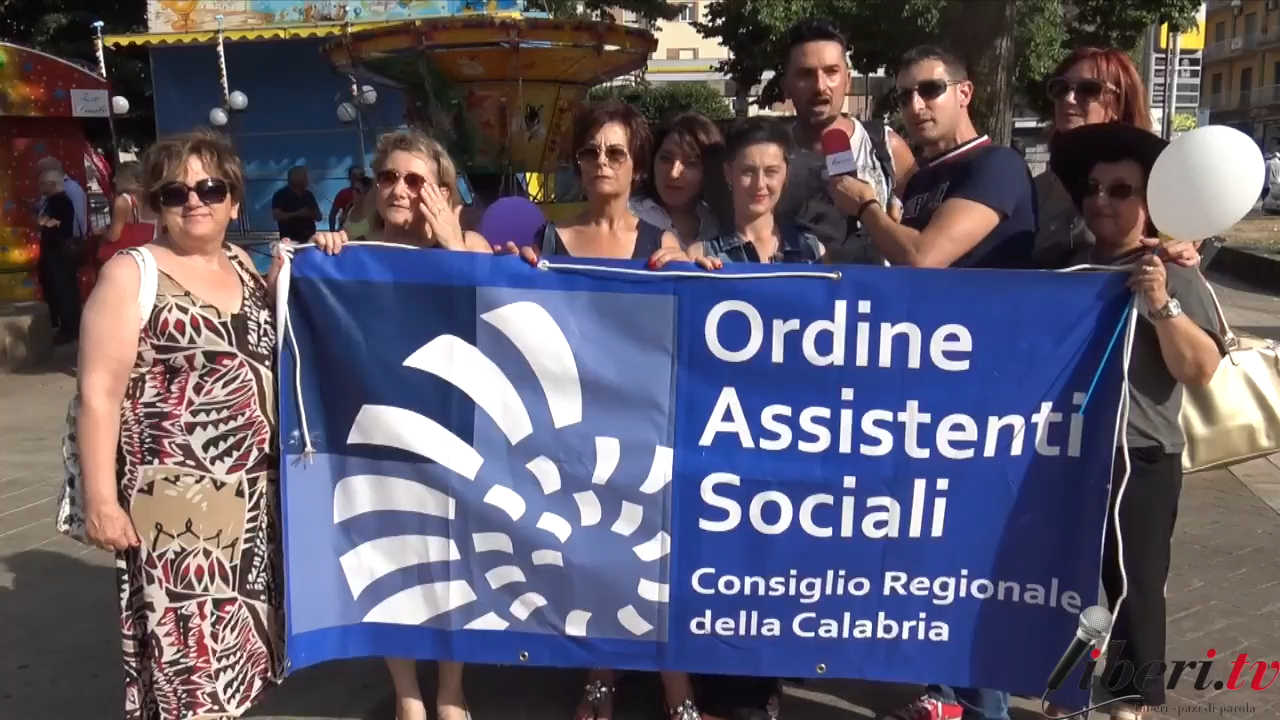 Ordine
Assistenti
Sociali
Consiglio Regionale
della Calabria
liberi.tv